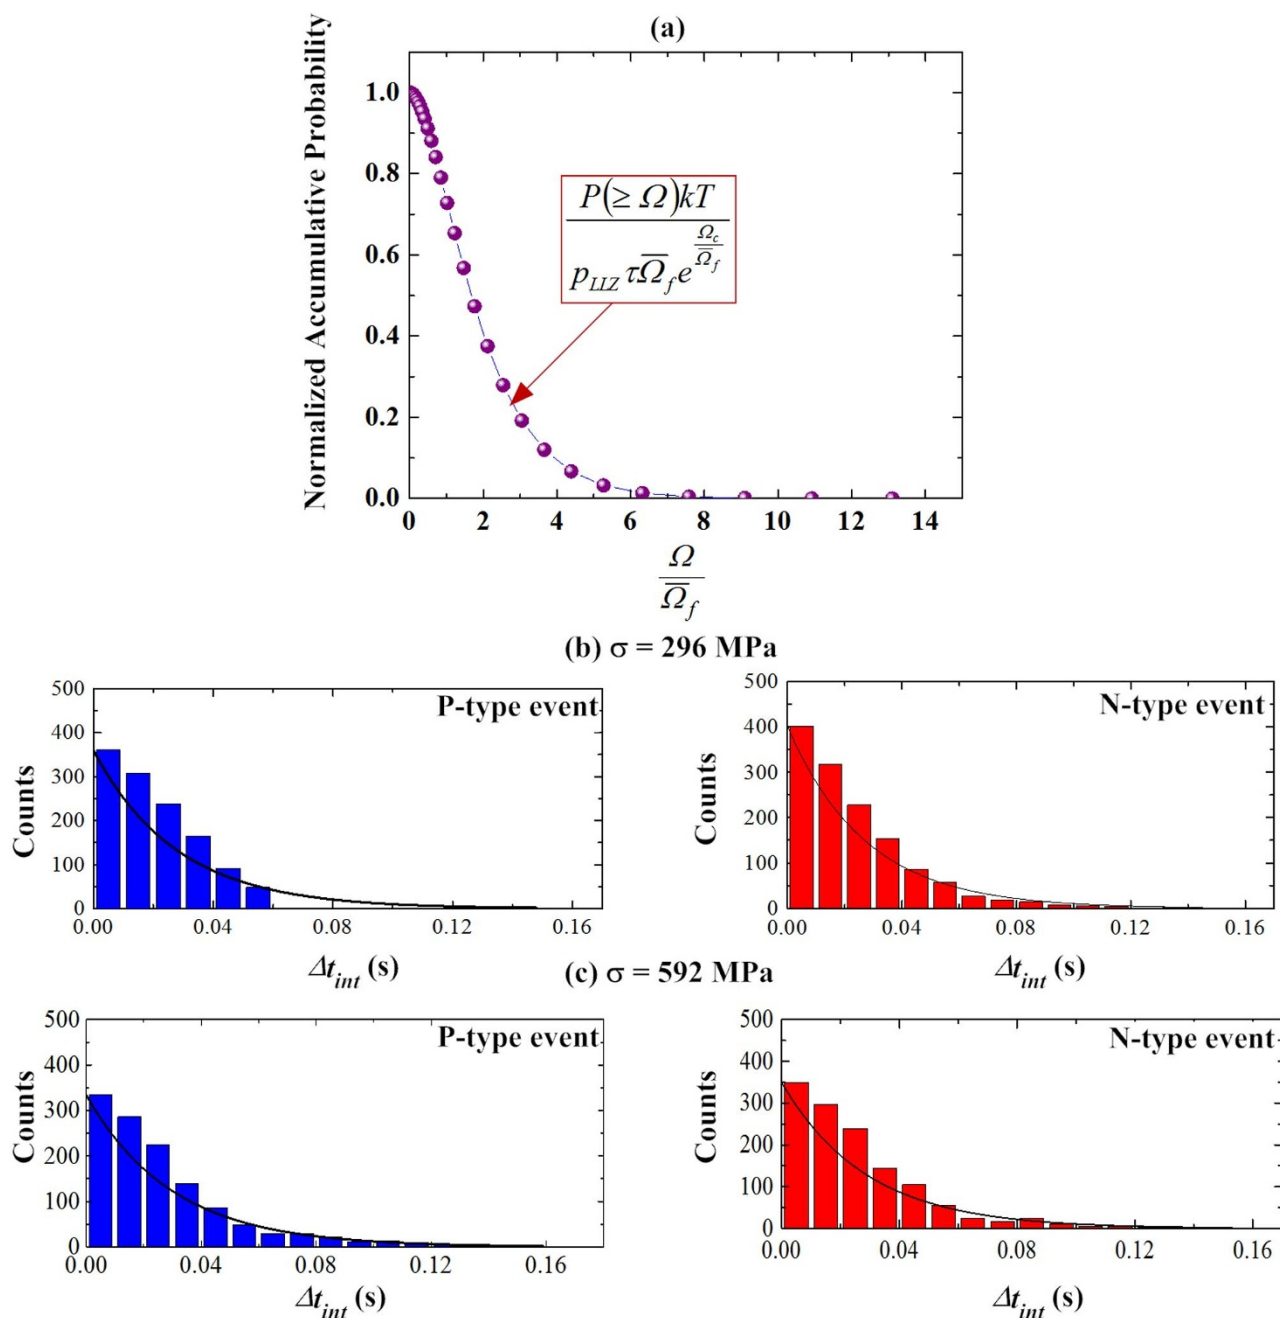 (a)
Normalized Accumulative Probability
1.0
0.8
0.6
0.4
0.2
0.0
P(≥ Ω)kT
p_LLZ τΩ̅_f e^(Ω_c/Ω̅_f)
0 2 4 6 8 10 12 14
Ω
Ω̅_f
(b) σ = 296 MPa
P-type event
Counts
500
400
300
200
100
0
0.00 0.04 0.08 0.12 0.16
Δt_int (s)
N-type event
Counts
500
400
300
200
100
0
0.00 0.04 0.08 0.12 0.16
Δt_int (s)
(c) σ = 592 MPa
P-type event
Counts
500
400
300
200
100
0
0.00 0.04 0.08 0.12 0.16
Δt_int (s)
N-type event
Counts
500
400
300
200
100
0
0.00 0.04 0.08 0.12 0.16
Δt_int (s)